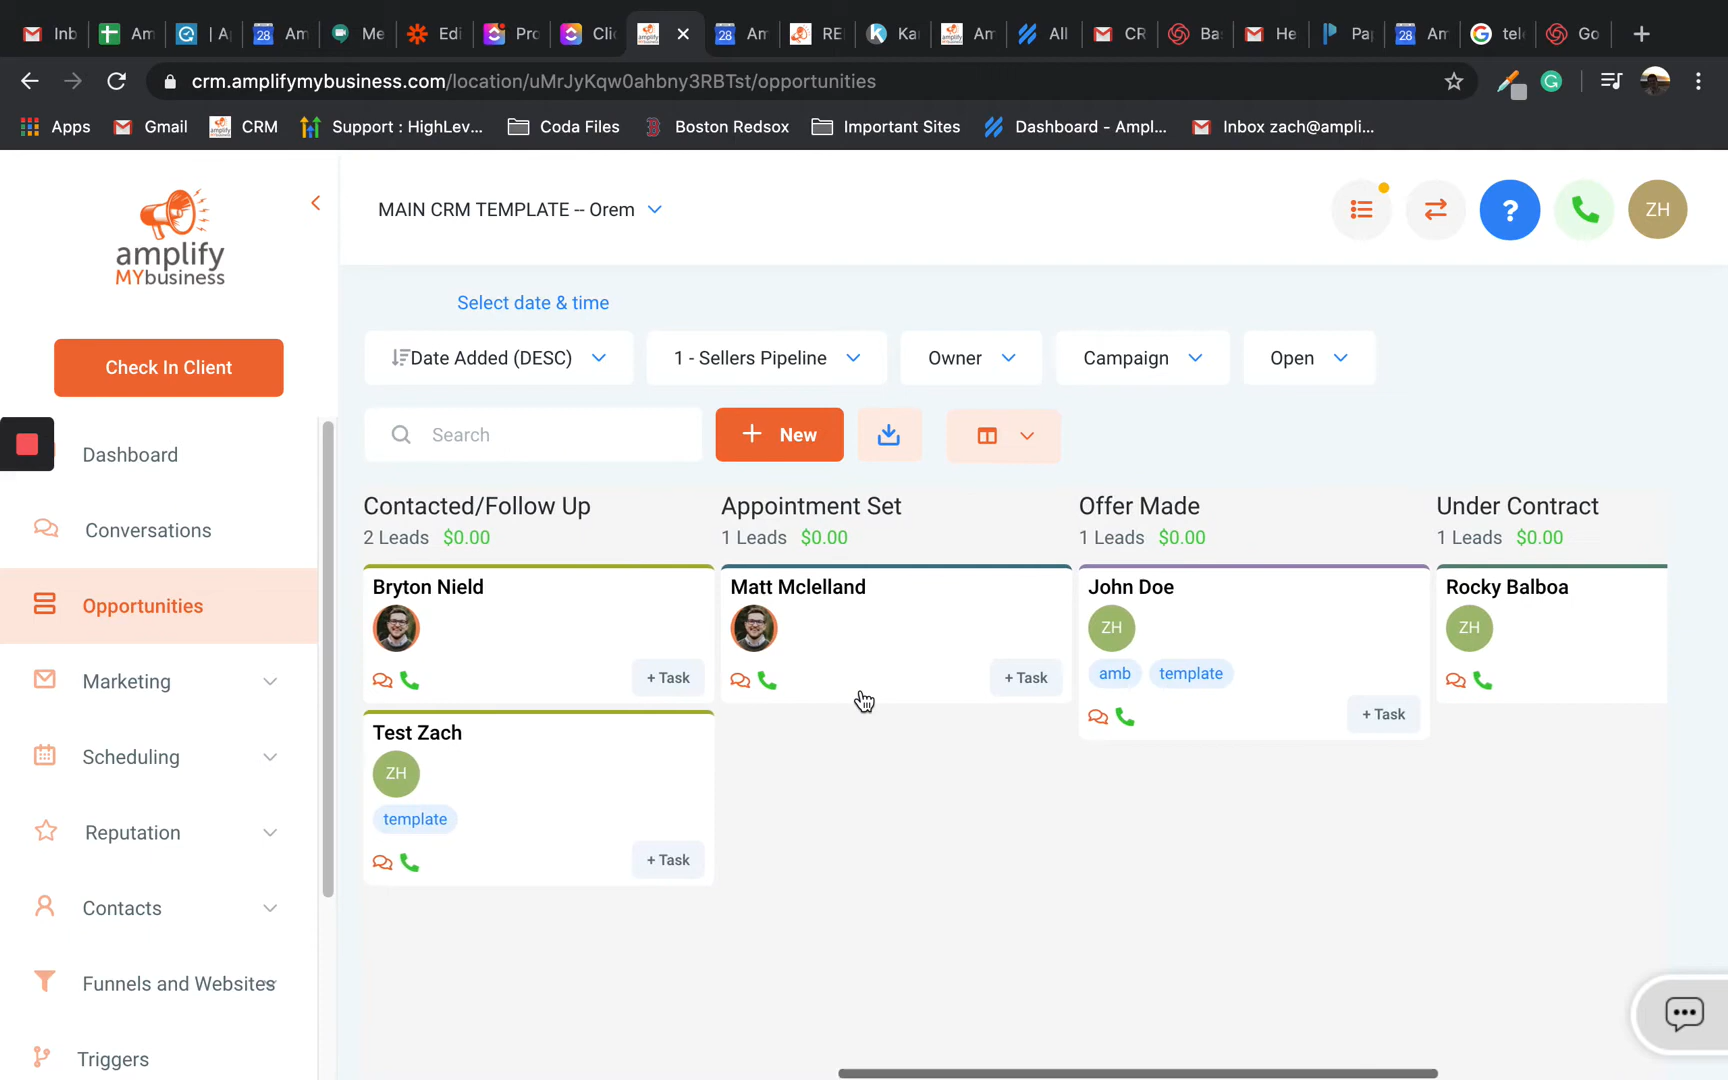 Inb
Am
| A
28
Am
Me
Edi
Pro
Clic
28
Am
RE
Ka
Am
All
CR
Ba
He
Pa
28
Am
tel
Go
crm.amplifymybusiness.com/location/uMrJyKqw0ahbny3RBTst/opportunities
Apps
Gmail
CRM
Support : HighLev...
Coda Files
Boston Redsox
Important Sites
Dashboard - Ampl...
Inbox zach@ampli...
amplify
MYbusiness
MAIN CRM TEMPLATE -- Orem
?
ZH
Check In Client
Dashboard
Conversations
Opportunities
Marketing
Scheduling
Reputation
Contacts
Funnels and Websites
Triggers
Select date & time
Date Added (DESC)
1 - Sellers Pipeline
Owner
Campaign
Open
Search
+ New
Contacted/Follow Up
2 Leads $0.00
Bryton Nield
+ Task
Test Zach
ZH
template
+ Task
Appointment Set
1 Leads $0.00
Matt Mclelland
+ Task
Offer Made
1 Leads $0.00
John Doe
ZH
amb template
+ Task
Under Contract
1 Leads $0.00
Rocky Balboa
ZH